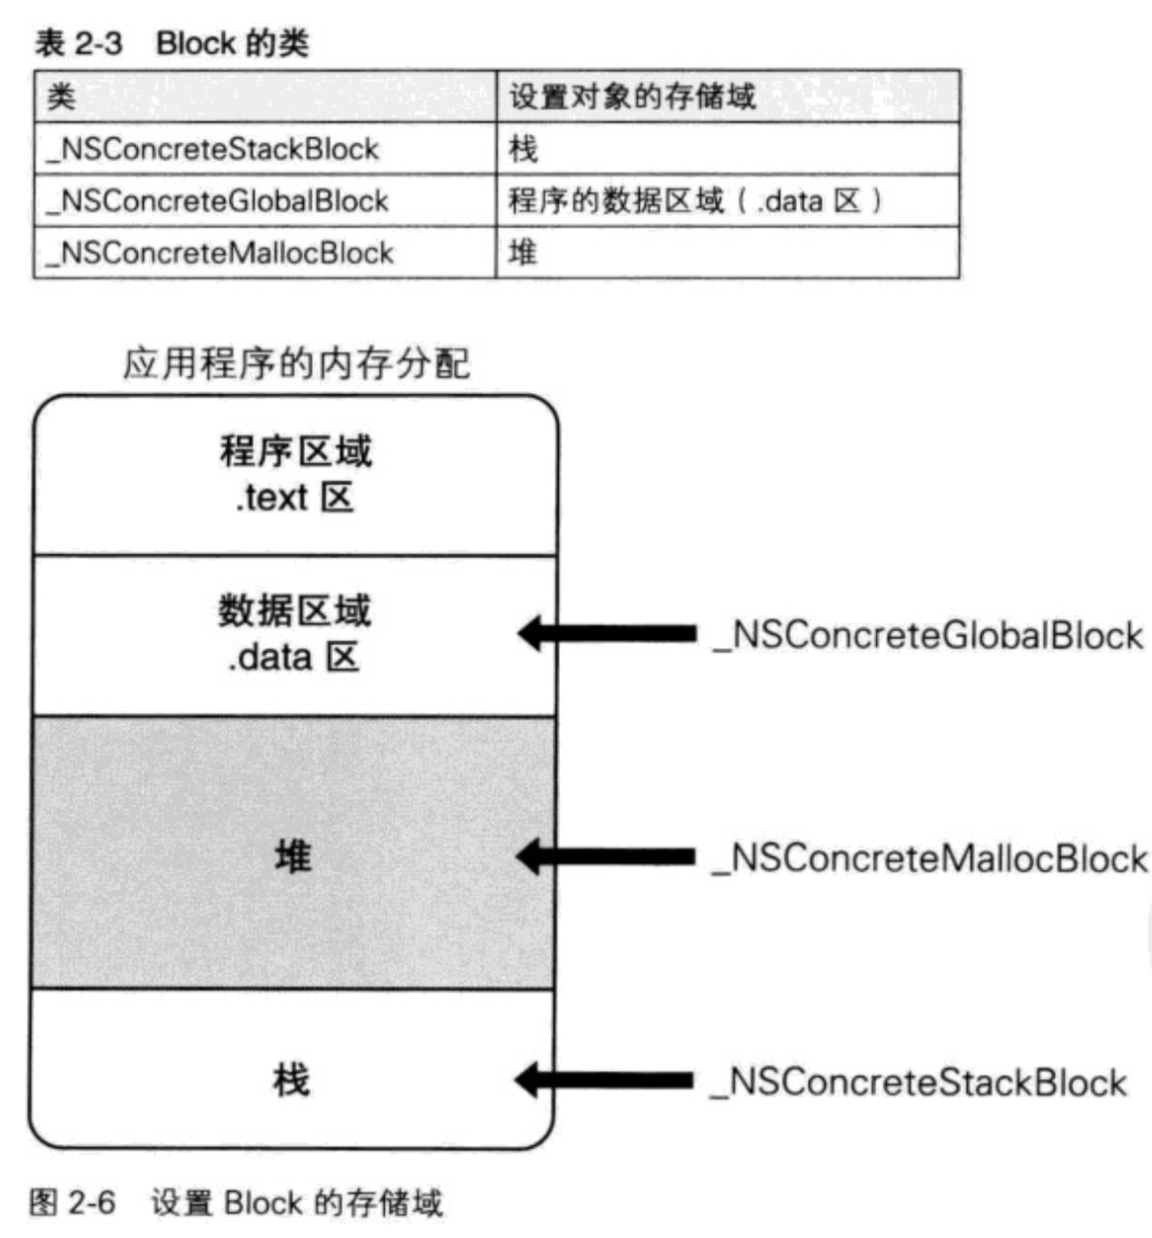 表 2-3 Block 的类
类 设置对象的存储域
_NSConcreteStackBlock 栈
_NSConcreteGlobalBlock 程序的数据区域（.data 区）
_NSConcreteMallocBlock 堆
应用程序的内存分配
程序区域
.text 区
数据区域
.data 区
_NSConcreteGlobalBlock
堆
_NSConcreteMallocBlock
栈
_NSConcreteStackBlock
图 2-6 设置 Block 的存储域